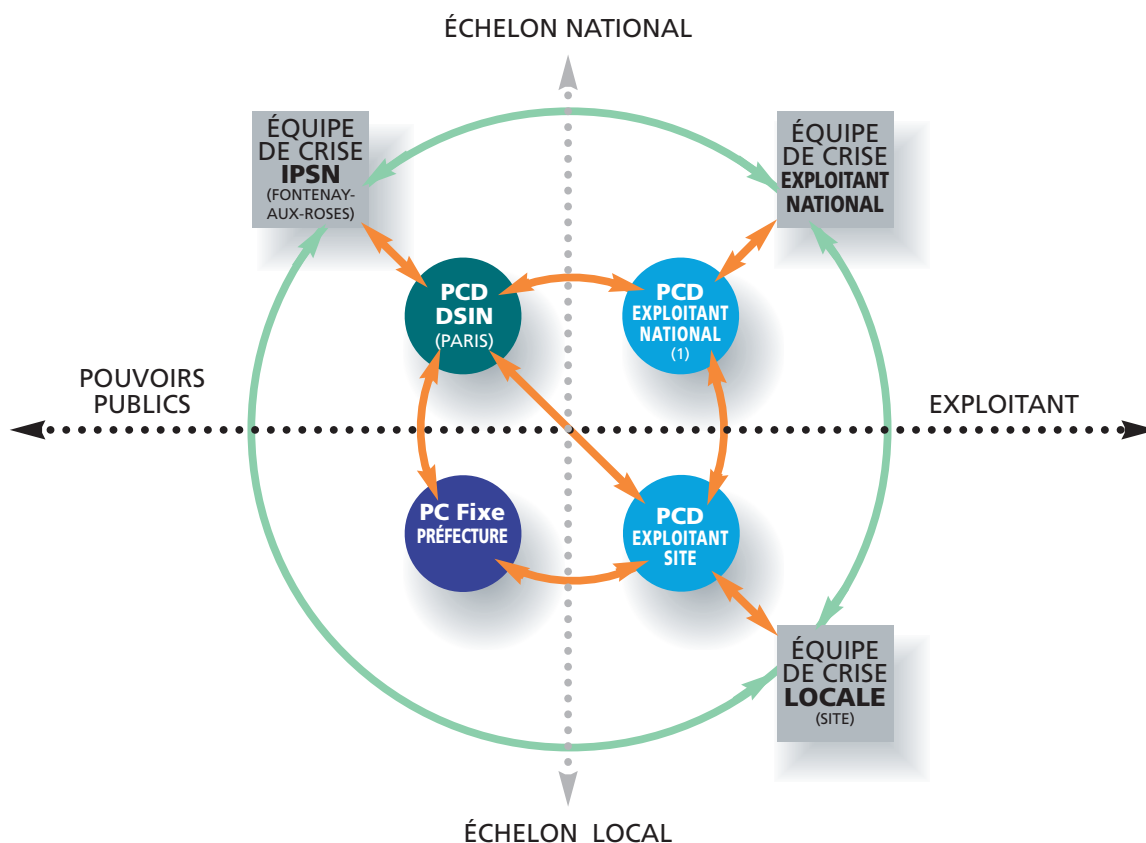 ÉCHELON NATIONAL
ÉQUIPE
DE CRISE
IPSN
(FONTENAY-
AUX-ROSES)
ÉQUIPE
DE CRISE
EXPLOITANT
NATIONAL
PCD
DSIN
(PARIS)
PCD
EXPLOITANT
NATIONAL
(1)
POUVOIRS
PUBLICS
EXPLOITANT
PC Fixe
PRÉFECTURE
PCD
EXPLOITANT
SITE
ÉQUIPE
DE CRISE
LOCALE
(SITE)
ÉCHELON LOCAL